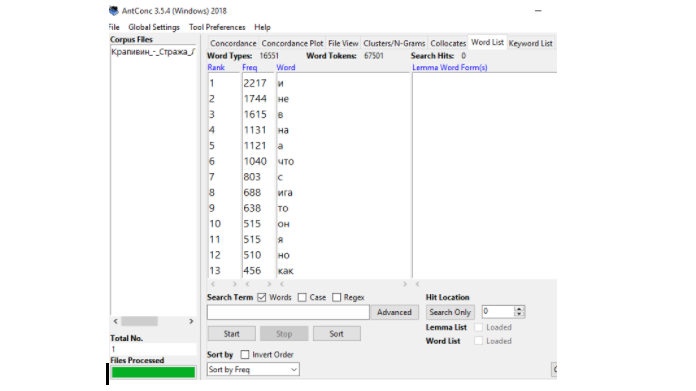 AntConc 3.5.4 (Windows) 2018
File Global Settings Tool Preferences Help
Corpus Files
Concordance Concordance Plot File View Clusters/N-Grams Collocates Word List Keyword List
Крапивин_-_Стража_Л
Word Types: 16551 Word Tokens: 67501 Search Hits: 0
Rank Freq Word Lemma Word Form(s)
1 2217 и
2 1744 не
3 1615 в
4 1131 на
5 1121 а
6 1040 что
7 803 с
8 688 ига
9 638 то
10 515 он
11 515 я
12 510 но
13 456 как
Search Term Words Case Regex Hit Location
Advanced Search Only 0
Start Stop Sort Lemma List Loaded
Total No.
Word List Loaded
1
Sort by Invert Order
Files Processed
Sort by Freq